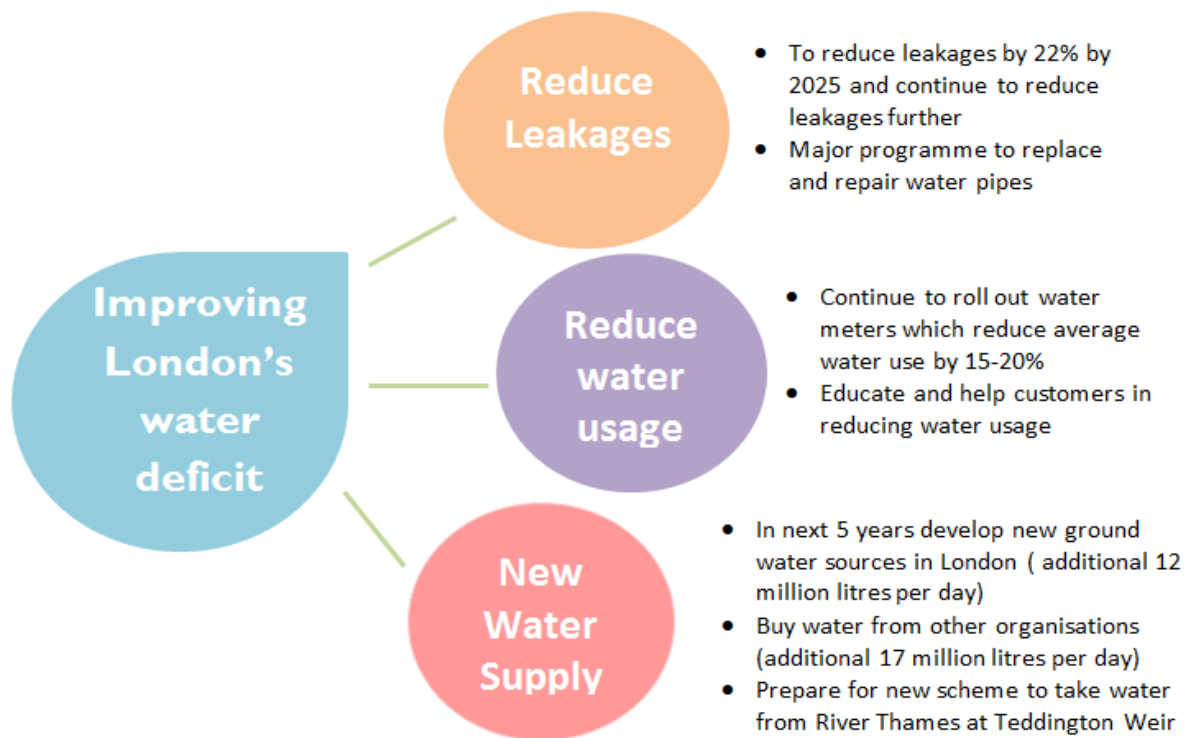 Improving
London's
water
deficit
Reduce
Leakages
• To reduce leakages by 22% by
2025 and continue to reduce
leakages further
• Major programme to replace
and repair water pipes
Reduce
water
usage
• Continue to roll out water
meters which reduce average
water use by 15-20%
• Educate and help customers in
reducing water usage
New
Water
Supply
• In next 5 years develop new ground
water sources in London ( additional 12
million litres per day)
• Buy water from other organisations
(additional 17 million litres per day)
• Prepare for new scheme to take water
from River Thames at Teddington Weir